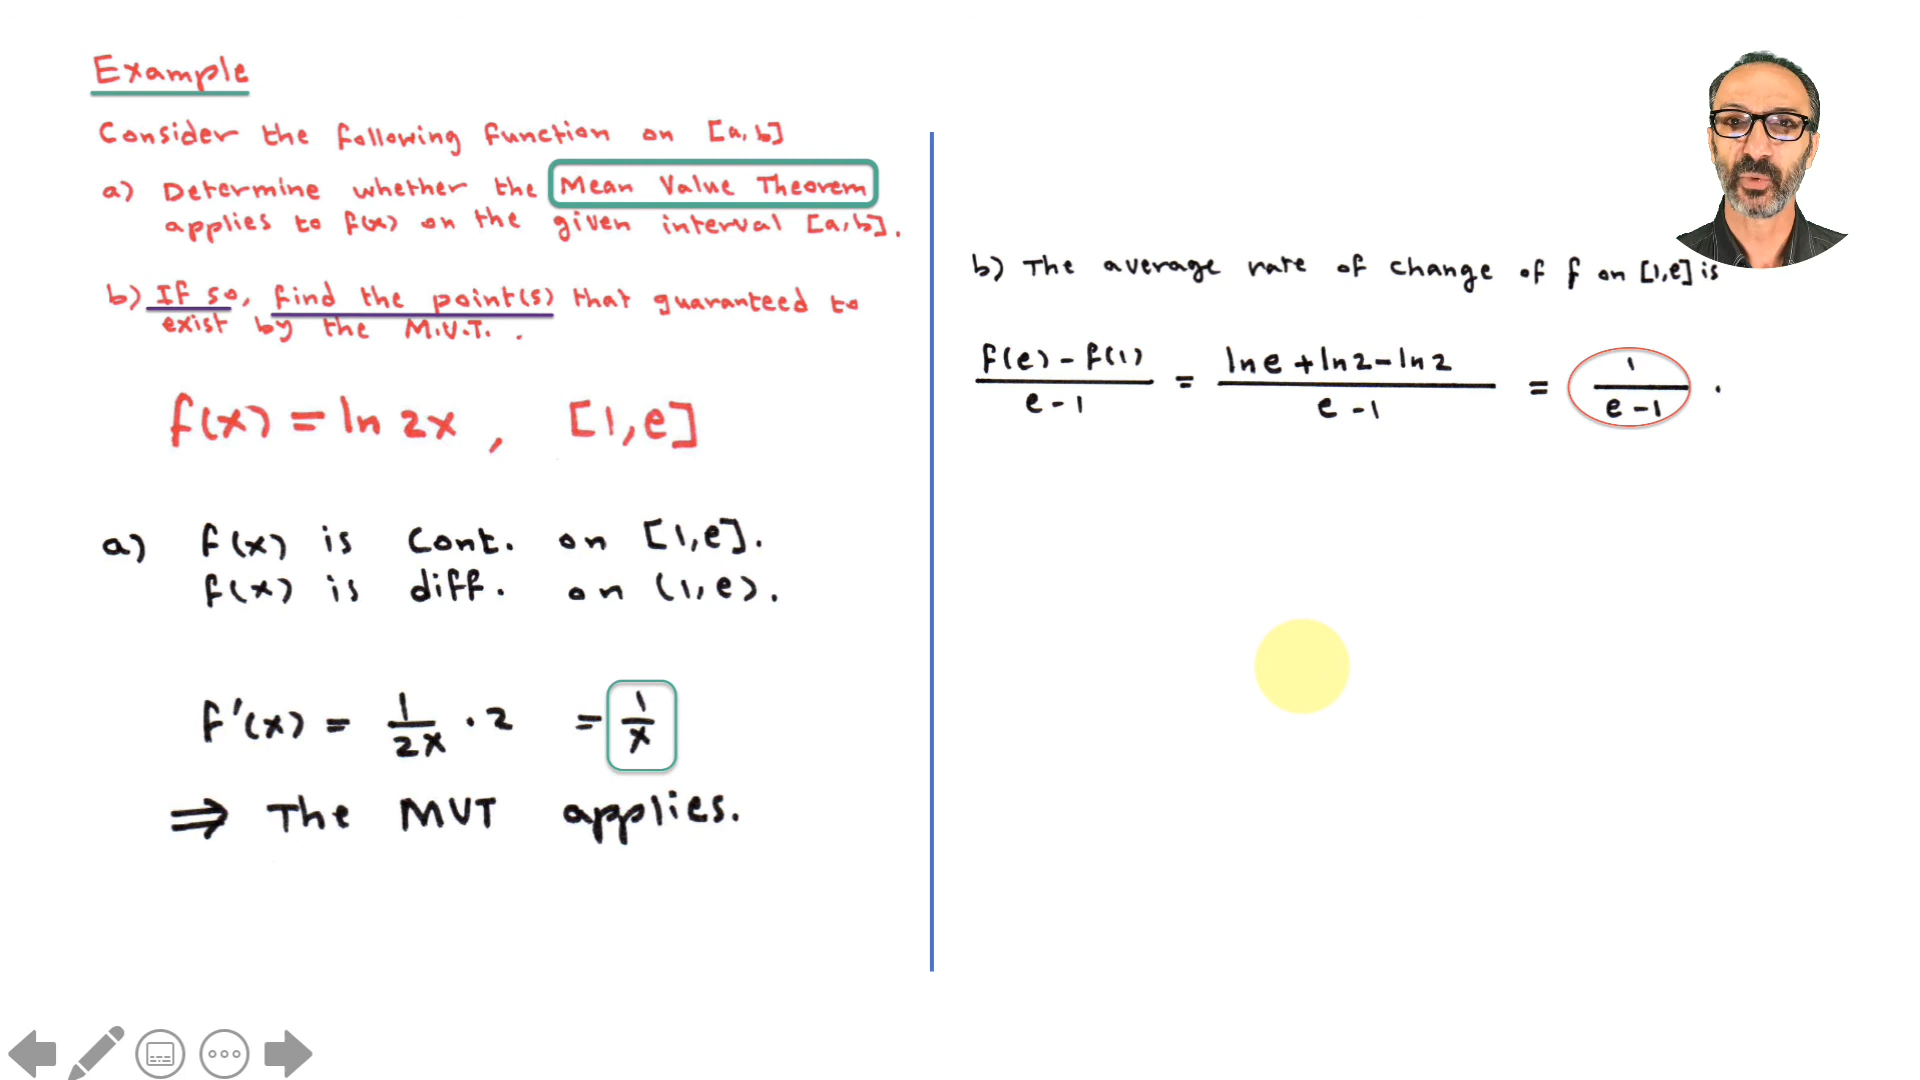 Example
Consider the following function on [a,b]
a) Determine whether the Mean Value Theorem
applies to f(x) on the given interval [a,b].
b) If so, find the point(s) that guaranteed to
exist by the M.V.T. .
f(x) = ln 2x , [1,e]
a) f(x) is cont. on [1,e].
f(x) is diff. on (1,e).
f'(x) = 1/2x · 2 = 1/x
⇒ The MVT applies.
b) The average rate of change of f on [1,e] is
f(e) - f(1) / e-1 = ln e + ln 2 - ln 2 / e-1 = 1 / e-1 .